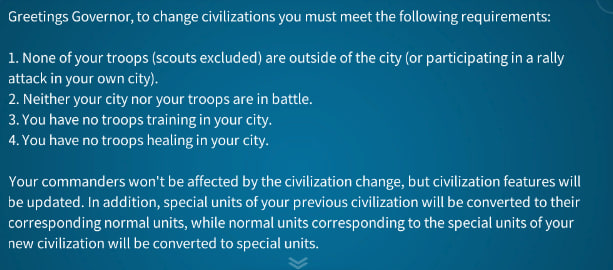 Greetings Governor, to change civilizations you must meet the following requirements:
1. None of your troops (scouts excluded) are outside of the city (or participating in a rally
attack in your own city).
2. Neither your city nor your troops are in battle.
3. You have no troops training in your city.
4. You have no troops healing in your city.
Your commanders won't be affected by the civilization change, but civilization features will
be updated. In addition, special units of your previous civilization will be converted to their
corresponding normal units, while normal units corresponding to the special units of your
new civilization will be converted to special units.